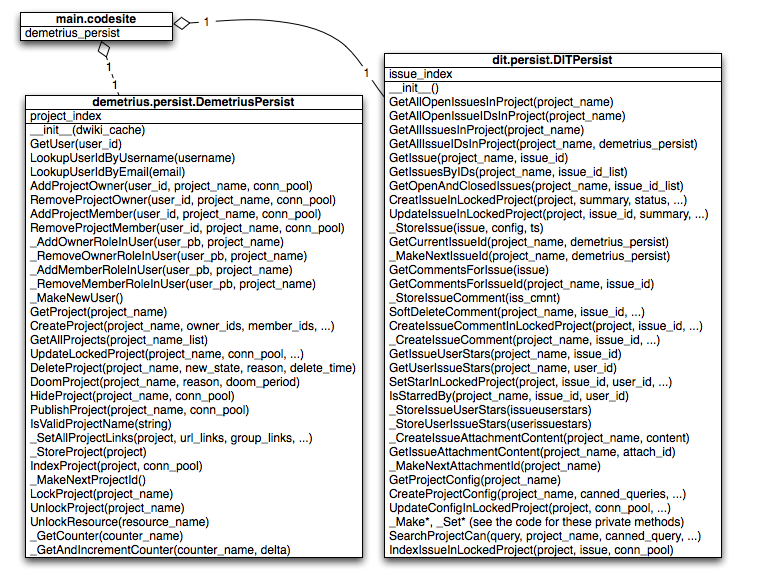 main.codesite
demetrius_persist
1
1
1
1
demetrius.persist.DemetriusPersist
project_index
__init__(dwiki_cache)
GetUser(user_id)
LookupUserIdByUsername(username)
LookupUserIdByEmail(email)
AddProjectOwner(user_id, project_name, conn_pool)
RemoveProjectOwner(user_id, project_name, conn_pool)
AddProjectMember(user_id, project_name, conn_pool)
RemoveProjectMember(user_id, project_name, conn_pool)
_AddOwnerRoleInUser(user_pb, project_name)
_RemoveOwnerRoleInUser(user_pb, project_name)
_AddMemberRoleInUser(user_pb, project_name)
_RemoveMemberRoleInUser(user_pb, project_name)
_MakeNewUser()
GetProject(project_name)
CreateProject(project_name, owner_ids, member_ids, ...)
GetAllProjects(project_name_list)
UpdateLockedProject(project_name, conn_pool, ...)
DeleteProject(project_name, new_state, reason, delete_time)
DoomProject(project_name, reason, doom_period)
HideProject(project_name, conn_pool)
PublishProject(project_name, conn_pool)
IsValidProjectName(string)
_SetAllProjectLinks(project, url_links, group_links, ...)
_StoreProject(project)
IndexProject(project, conn_pool)
_MakeNextProjectId()
LockProject(project_name)
UnlockProject(project_name)
UnlockResource(resource_name)
_GetCounter(counter_name)
_GetAndIncrementCounter(counter_name, delta)
dit.persist.DITPersist
issue_index
__init__()
GetAllOpenIssuesInProject(project_name)
GetAllOpenIssueIDsInProject(project_name)
GetAllIssuesInProject(project_name)
GetAllIssueIDsInProject(project_name, demetrius_persist)
GetIssue(project_name, issue_id)
GetIssuesByIDs(project_name, issue_id_list)
GetOpenAndClosedIssues(project_name, issue_id_list)
CreatIssueInLockedProject(project, summary, status, ...)
UpdateIssueInLockedProject(project, issue_id, summary, ...)
_StoreIssue(issue, config, ts)
GetCurrentIssueId(project_name, demetrius_persist)
_MakeNextIssueId(project_name, demetrius_persist)
GetCommentsForIssue(issue)
GetCommentsForIssueId(project_name, issue_id)
_StoreIssueComment(iss_cmnt)
SoftDeleteComment(project_name, issue_id, ...)
CreateIssueCommentInLockedProject(project, issue_id, ...)
_CreateIssueComment(project_name, issue_id, ...)
GetIssueUserStars(project_name, issue_id)
GetUserIssueStars(project_name, user_id)
SetStarInLockedProject(project, issue_id, user_id, ...)
IsStarredBy(project_name, issue_id, user_id)
_StoreIssueUserStars(issueuserstars)
_StoreUserIssueStars(userissuestars)
_CreateIssueAttachmentContent(project_name, content)
GetIssueAttachmentContent(project_name, attach_id)
_MakeNextAttachmentId(project_name)
GetProjectConfig(project_name)
CreateProjectConfig(project_name, canned_queries, ...)
UpdateConfigInLockedProject(project, conn_pool, ...)
_Make*, _Set* (see the code for these private methods)
SearchProjectCan(query, project_name, canned_query, ...)
IndexIssueInLockedProject(project, issue, conn_pool)